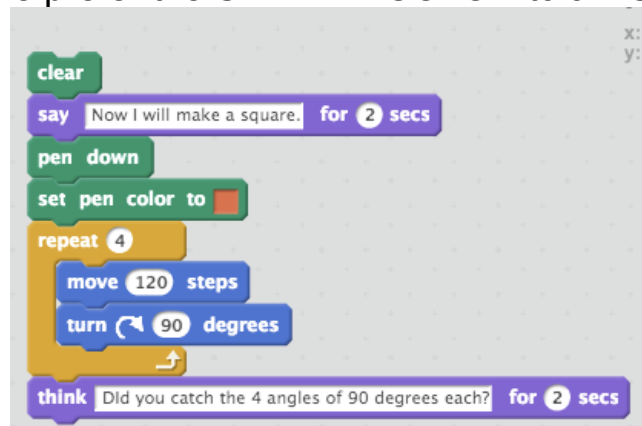 x:
y:
clear
say Now I will make a square. for 2 secs
pen down
set pen color to
repeat 4
move 120 steps
turn 90 degrees
think DId you catch the 4 angles of 90 degrees each? for 2 secs